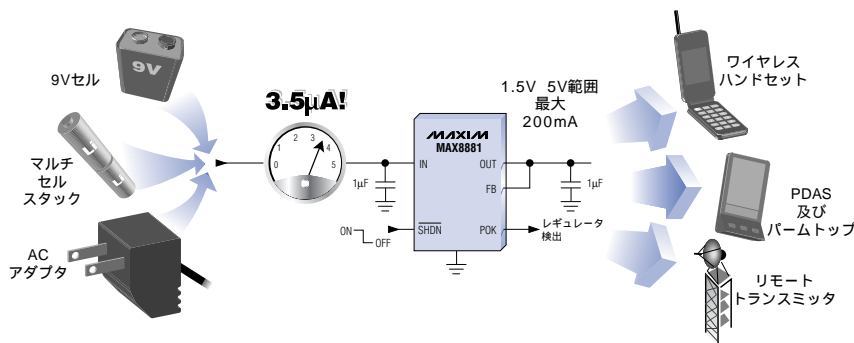 9Vセル
9V
マルチ
セル
スタック
AC
アダプタ
3.5µA!
0
1
2
3
4
5
1µF
ON
OFF
MAXIM
MAX8881
IN
OUT
FB
SHDN
POK
1.5V 5V範囲
最大
200mA
1µF
レギュレータ
検出
ワイヤレス
ハンドセット
PDAS
及び
パームトップ
リモート
トランスミッタ